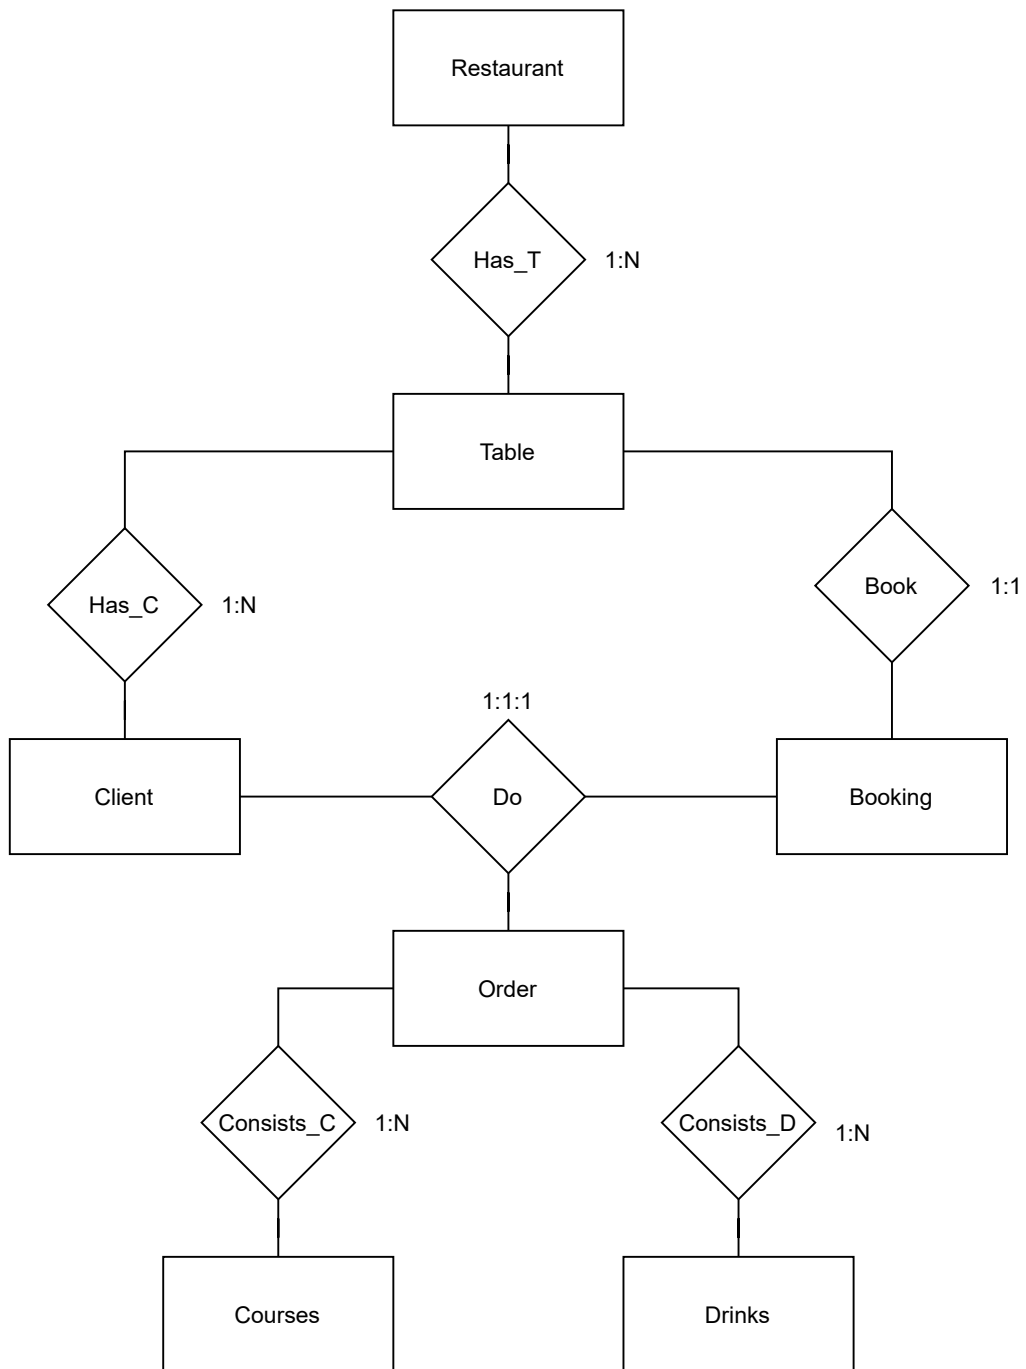 Restaurant
Has_T
1:N
Table
Has_C
1:N
Book
1:1
1:1:1
Client
Do
Booking
Order
Consists_C
1:N
Consists_D
1:N
Courses
Drinks